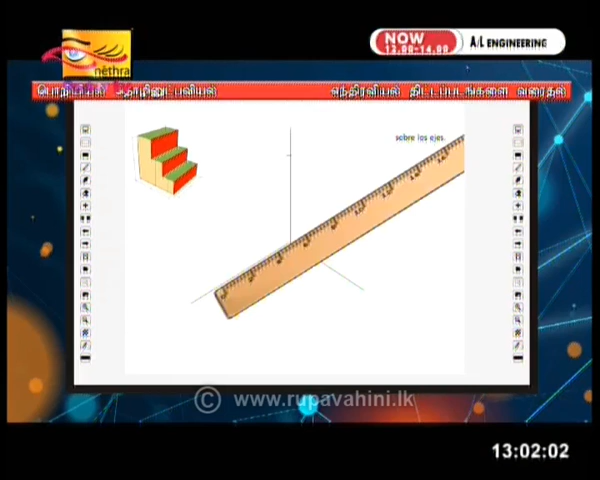 nethra
NOW
13.00-14.00
A/L ENGINEERING
பொறியியல் தொழினுட்பவியல்
எந்திரவியல் திட்டப்படங்களை வரைதல்
sobre los ejes.
© www.rupavahini.lk
13:02:02